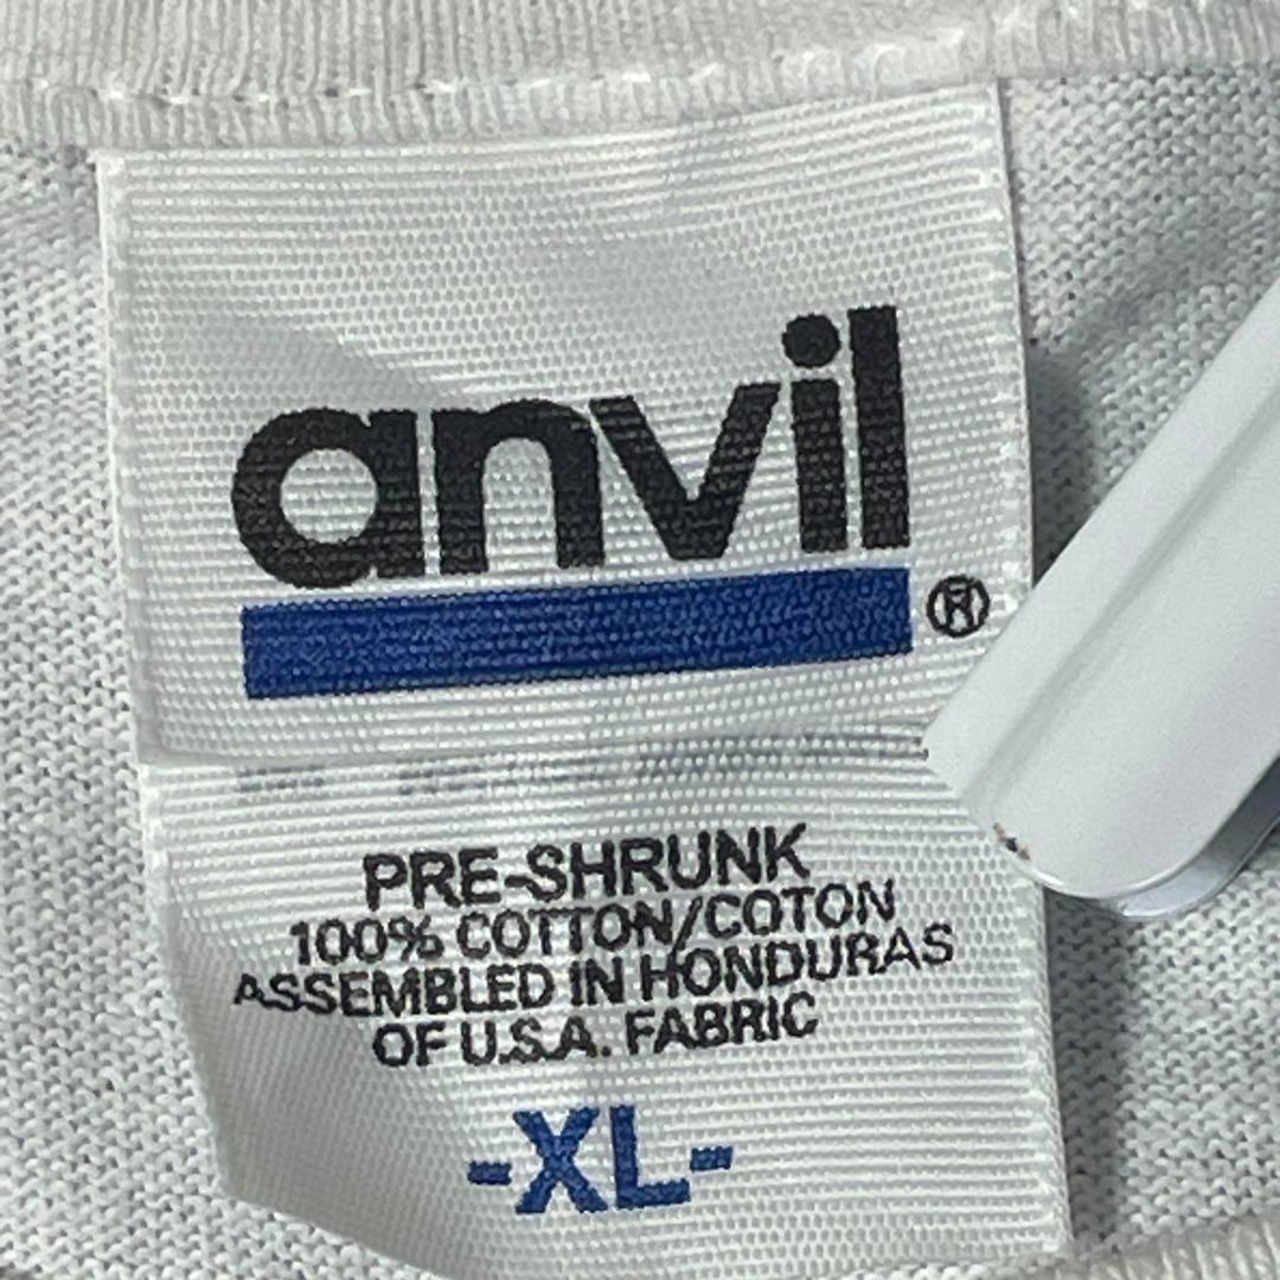 anvil
®
PRE-SHRUNK
100% COTTON/COTON
ASSEMBLED IN HONDURAS
OF U.S.A. FABRIC
-XL-